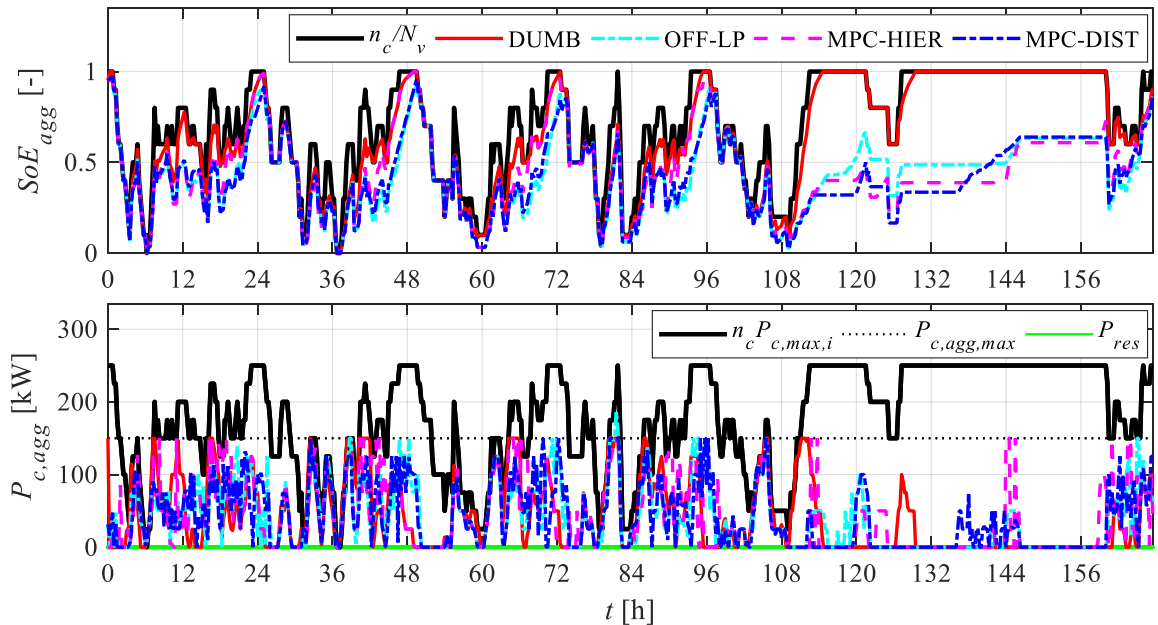 n_c/N_v DUMB OFF-LP MPC-HIER MPC-DIST
SoE_agg [-]
1
0.5
0
0 12 24 36 48 60 72 84 96 108 120 132 144 156
n_cP_c,max,i P_c,agg,max P_res
P_c,agg [kW]
300
200
100
0
0 12 24 36 48 60 72 84 96 108 120 132 144 156
t [h]